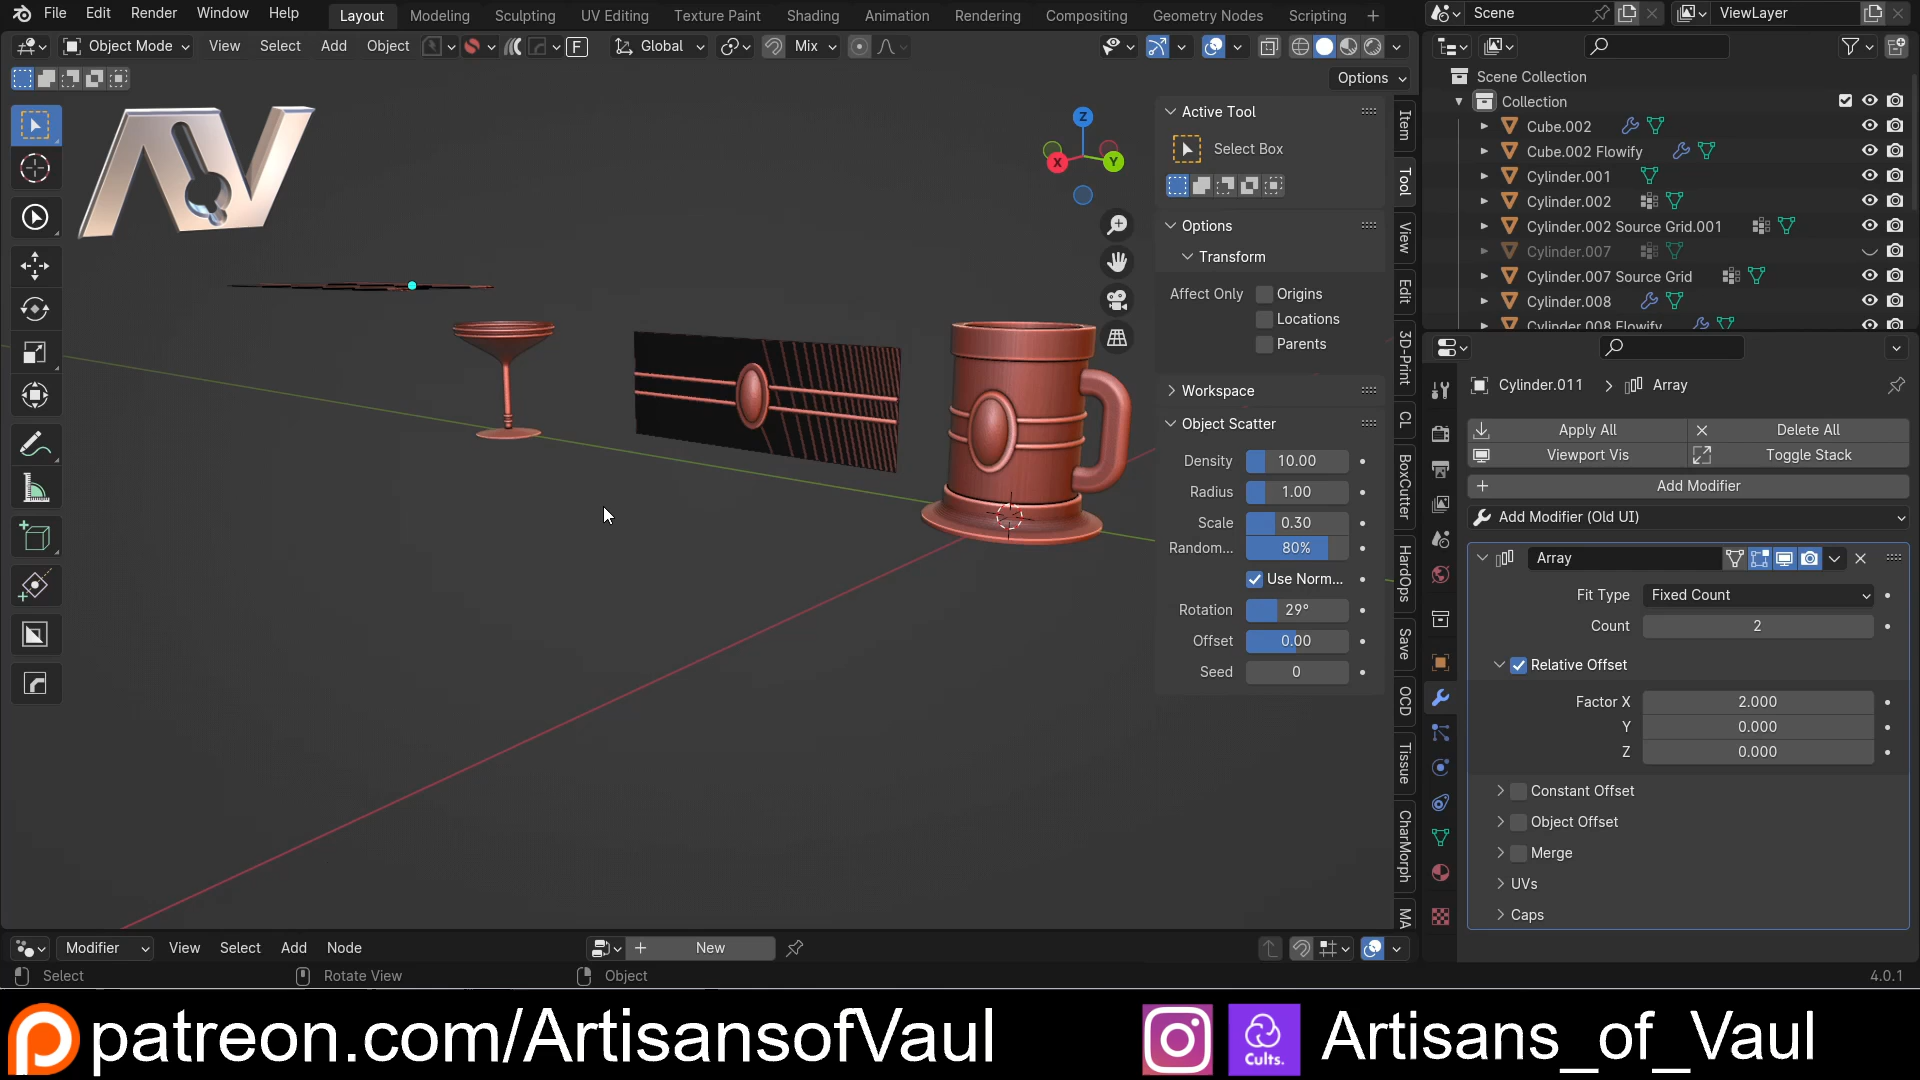 File Edit Render Window Help Layout Modeling Sculpting UV Editing Texture Paint Shading Animation Rendering Compositing Geometry Nodes Scripting + Scene ViewLayer
Object Mode View Select Add Object F Global Mix
Options
Active Tool
Select Box
Options
Transform
Affect Only Origins
Locations
Parents
Workspace
Object Scatter
Density 10.00
Radius 1.00
Scale 0.30
Random... 80%
Use Norm...
Rotation 29°
Offset 0.00
Seed 0
Z
X
Y
AV
Item
Tool
View
Edit
3D-Print
CL
BoxCutter
HardOps
Save
OCD
Tissue
CharMorph
MA
Scene Collection
Collection
Cube.002
Cube.002 Flowify
Cylinder.001
Cylinder.002
Cylinder.002 Source Grid.001
Cylinder.007
Cylinder.007 Source Grid
Cylinder.008
Cylinder.008 Flowify
Cylinder.011 > Array
Apply All Delete All
Viewport Vis Toggle Stack
Add Modifier
Add Modifier (Old UI)
Array
Fit Type Fixed Count
Count 2
Relative Offset
Factor X 2.000
Y 0.000
Z 0.000
Constant Offset
Object Offset
Merge
UVs
Caps
Modifier View Select Add Node + New
Select Rotate View Object 4.0.1
patreon.com/ArtisansofVaul Cults. Artisans_of_Vaul